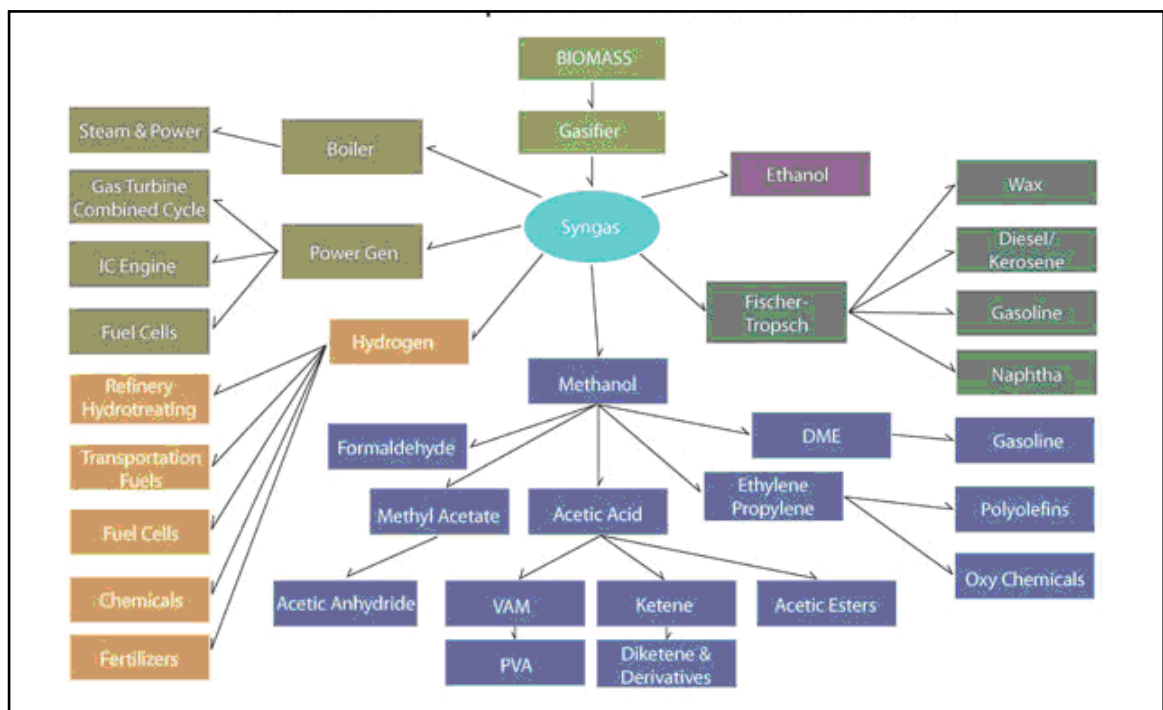 BIOMASS
Gasifier
Steam & Power
Boiler
Ethanol
Wax
Gas Turbine
Combined Cycle
Syngas
Diesel/
Kerosene
IC Engine
Power Gen
Fischer-
Tropsch
Gasoline
Fuel Cells
Hydrogen
Naphtha
Methanol
Refinery
Hydrotreating
Formaldehyde
DME
Gasoline
Transportation
Fuels
Ethylene
Propylene
Methyl Acetate
Acetic Acid
Polyolefins
Fuel Cells
Oxy Chemicals
Chemicals
Acetic Anhydride
VAM
Ketene
Acetic Esters
Fertilizers
PVA
Diketene &
Derivatives